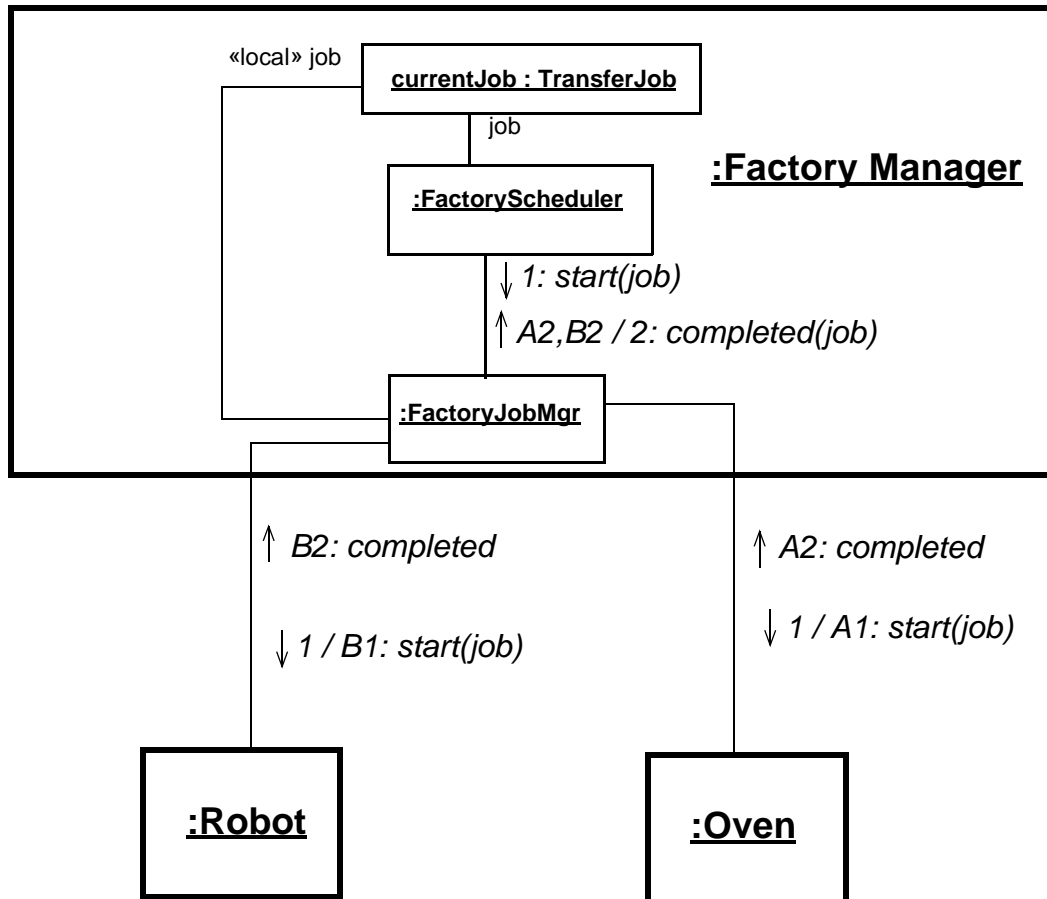 «local» job
currentJob : TransferJob
job
:Factory Manager
:FactoryScheduler
1: start(job)
A2,B2 / 2: completed(job)
:FactoryJobMgr
B2: completed
A2: completed
1 / B1: start(job)
1 / A1: start(job)
:Robot
:Oven